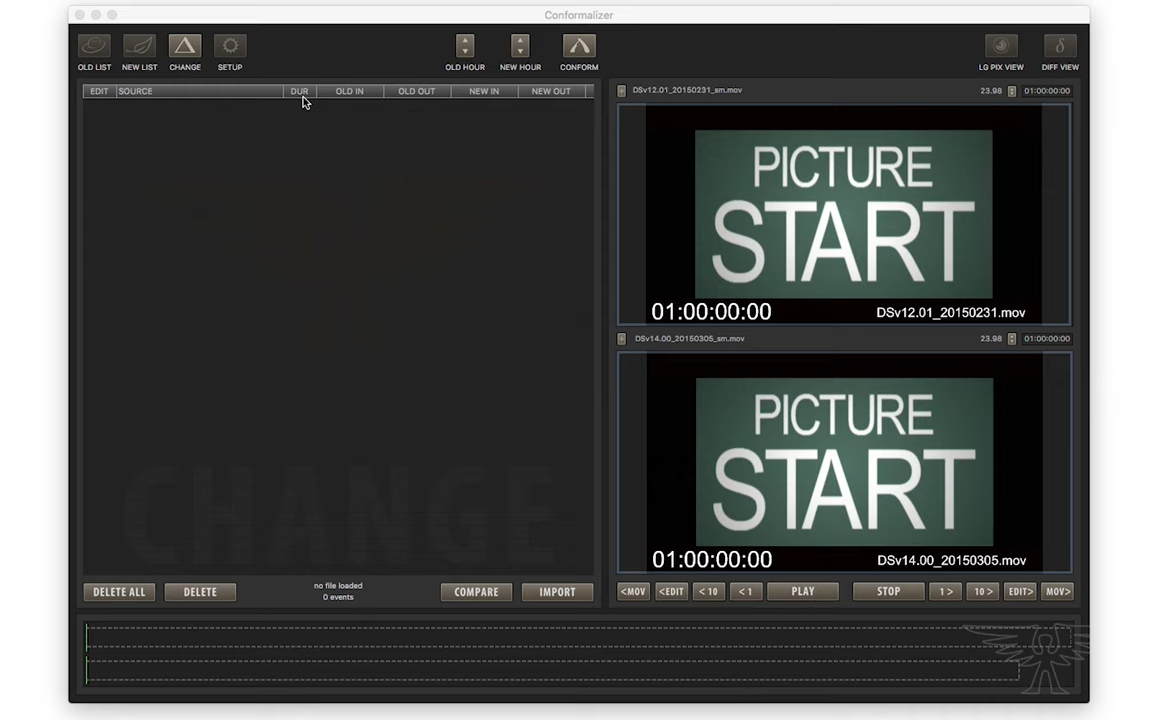 Conformalizer
OLD LIST
NEW LIST
CHANGE
SETUP
OLD HOUR
NEW HOUR
CONFORM
LG PIX VIEW
DIFF VIEW
EDIT SOURCE DUR OLD IN OLD OUT NEW IN NEW OUT
CHANGE
DELETE ALL
DELETE
no file loaded
0 events
COMPARE
IMPORT
DSv12.01_20150231_sm.mov 23.98 01:00:00:00
PICTURE
START
01:00:00:00 DSv12.01_20150231.mov
DSv14.00_20150305_sm.mov 23.98 01:00:00:00
PICTURE
START
01:00:00:00 DSv14.00_20150305.mov
<MOV <EDIT < 10 < 1 PLAY STOP 1 > 10 > EDIT> MOV>